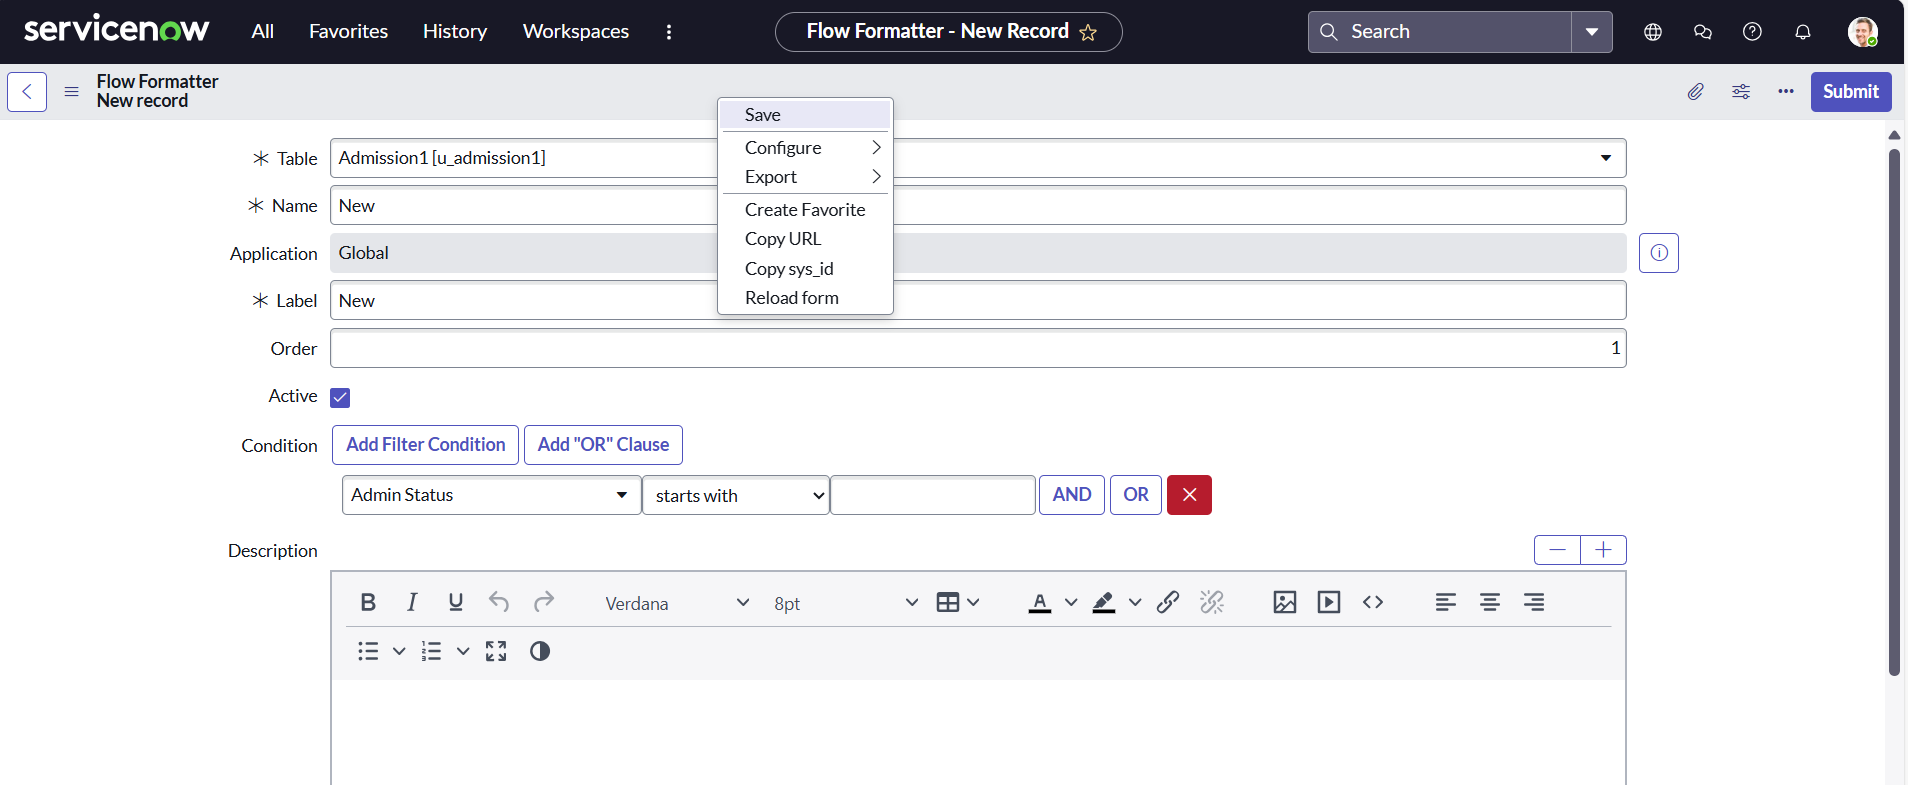 servicenow All Favorites History Workspaces Flow Formatter - New Record Search
Flow Formatter
New record
Submit
Save
Configure
Export
Create Favorite
Copy URL
Copy sys_id
Reload form
Table Admission1 [u_admission1]
Name New
Application Global
Label New
Order 1
Active
Condition Add Filter Condition Add "OR" Clause
Admin Status starts with AND OR
Description
B I U Verdana 8pt A